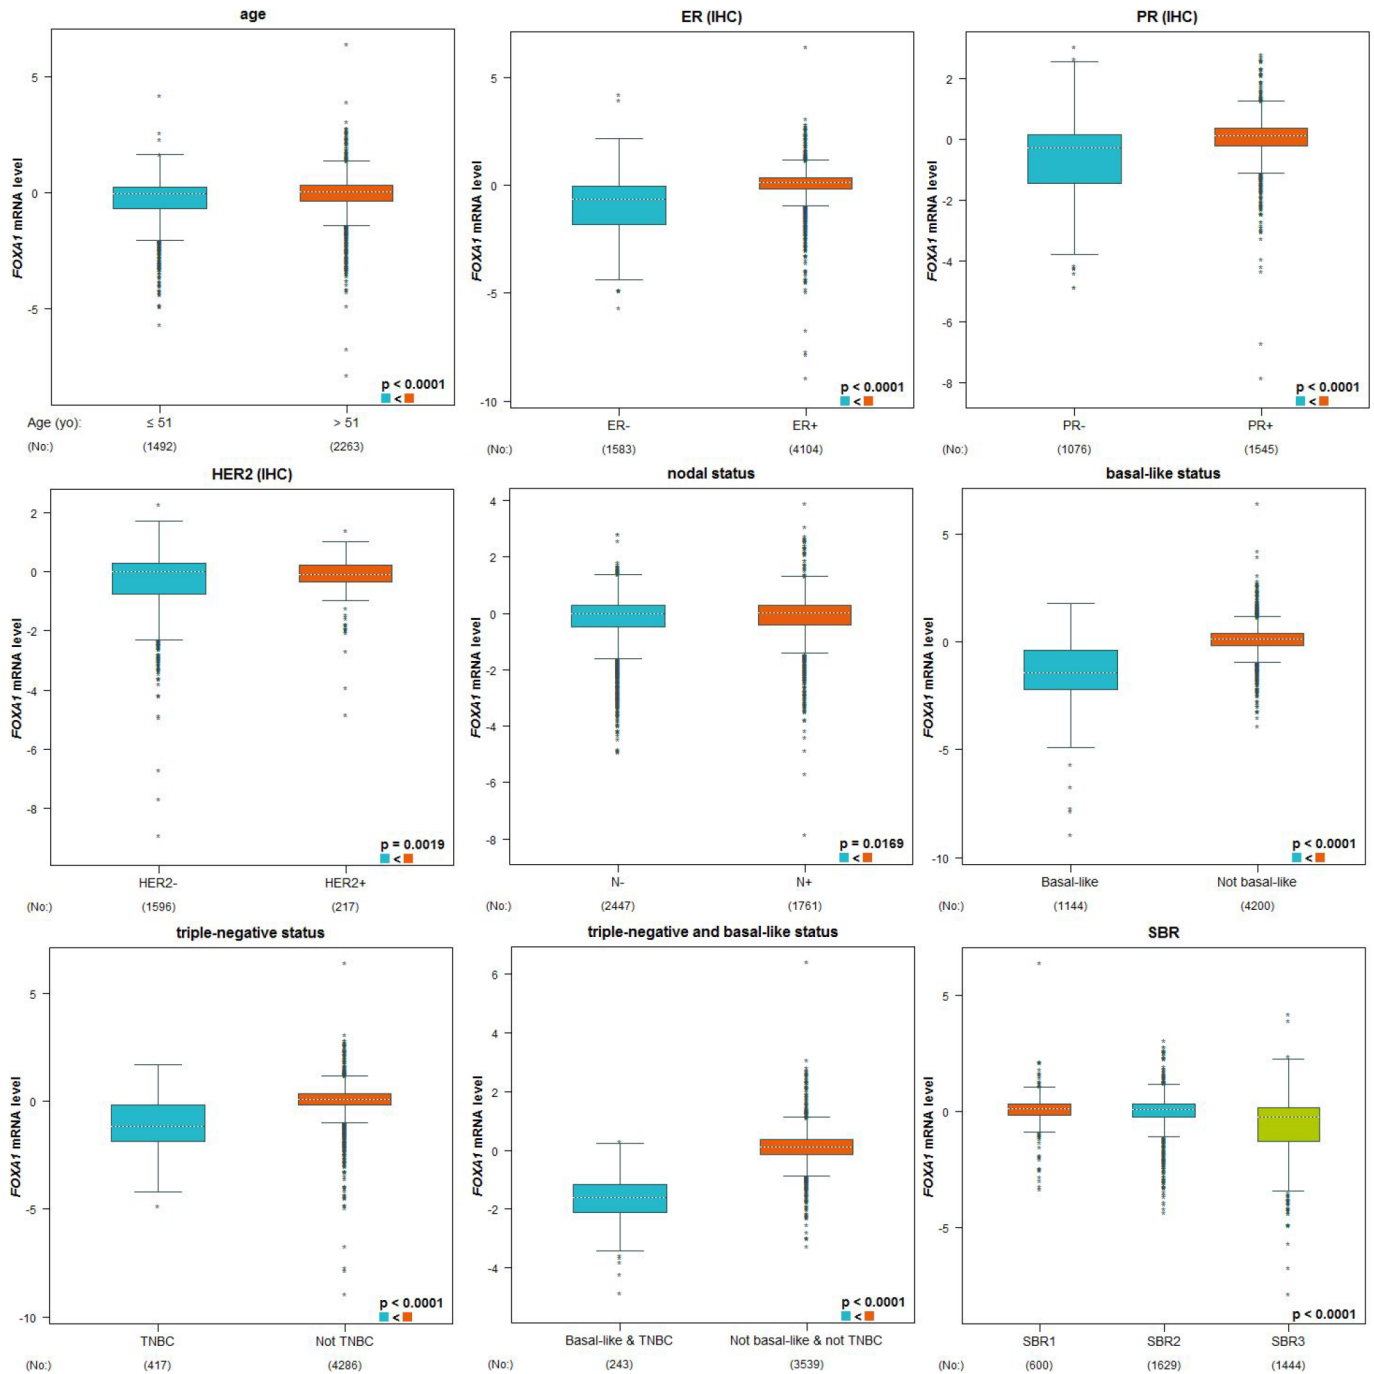 age
5
0
-5
FOXA1 mRNA level
p < 0.0001
<
Age (yo):
≤ 51
> 51
(No:)
(1492)
(2263)
ER (IHC)
5
0
-5
-10
FOXA1 mRNA level
p < 0.0001
<
ER-
ER+
(No:)
(1583)
(4104)
PR (IHC)
2
0
-2
-4
-6
-8
FOXA1 mRNA level
p < 0.0001
<
PR-
PR+
(No:)
(1076)
(1545)
HER2 (IHC)
2
0
-2
-4
-6
-8
FOXA1 mRNA level
p = 0.0019
<
HER2-
HER2+
(No:)
(1596)
(217)
nodal status
4
2
0
-2
-4
-6
-8
FOXA1 mRNA level
p = 0.0169
<
N-
N+
(No:)
(2447)
(1761)
basal-like status
5
0
-5
-10
FOXA1 mRNA level
p < 0.0001
<
Basal-like
Not basal-like
(No:)
(1144)
(4200)
triple-negative status
5
0
-5
-10
FOXA1 mRNA level
p < 0.0001
<
TNBC
Not TNBC
(No:)
(417)
(4286)
triple-negative and basal-like status
6
4
2
0
-2
-4
FOXA1 mRNA level
p < 0.0001
<
Basal-like & TNBC
Not basal-like & not TNBC
(No:)
(243)
(3539)
SBR
5
0
-5
FOXA1 mRNA level
p < 0.0001
SBR1
SBR2
SBR3
(No:)
(600)
(1629)
(1444)